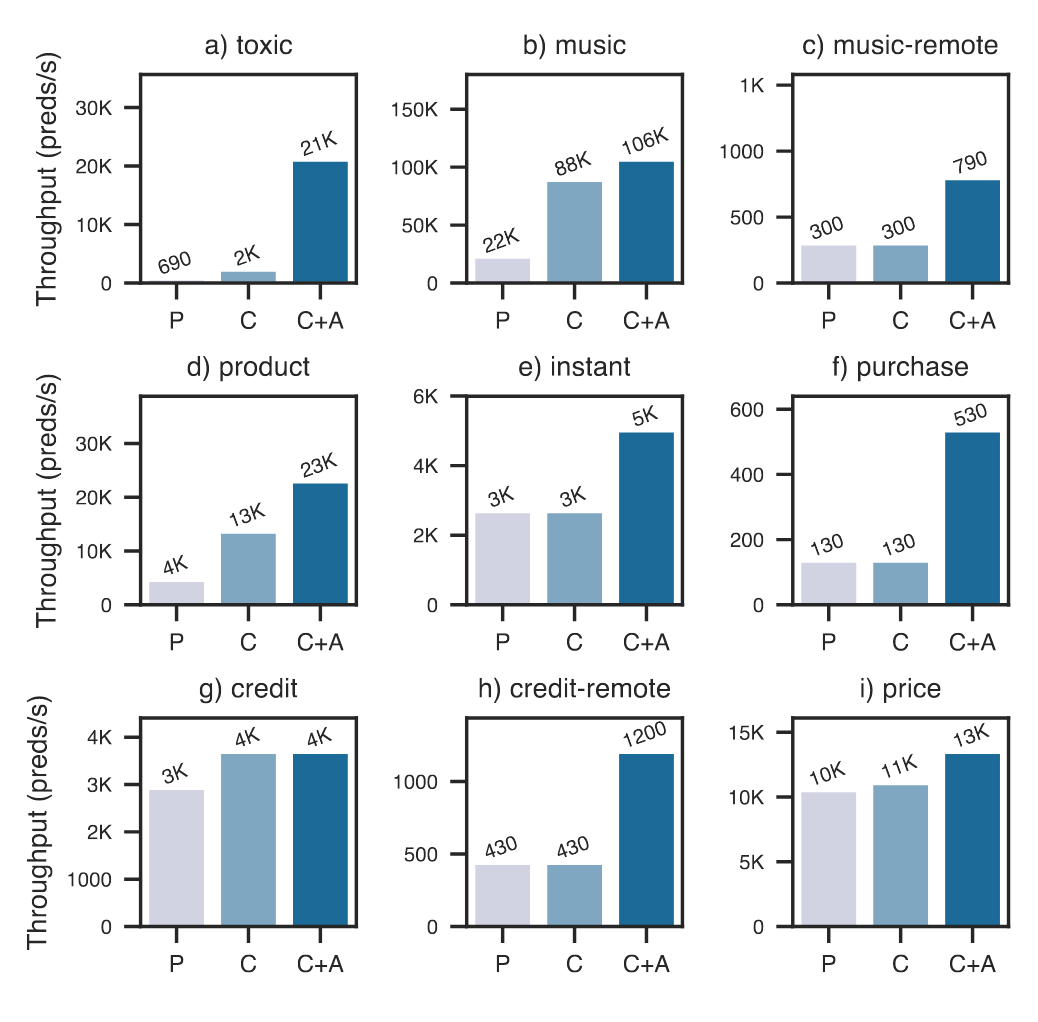 a) toxic
Throughput (preds/s)
30K
20K
10K
0
690
2K
21K
P
C
C+A
b) music
150K
100K
50K
0
22K
88K
106K
P
C
C+A
c) music-remote
1K
1000
500
0
300
300
790
P
C
C+A
d) product
Throughput (preds/s)
30K
20K
10K
0
4K
13K
23K
P
C
C+A
e) instant
6K
4K
2K
0
3K
3K
5K
P
C
C+A
f) purchase
600
400
200
0
130
130
530
P
C
C+A
g) credit
Throughput (preds/s)
4K
3K
2K
1000
0
3K
4K
4K
P
C
C+A
h) credit-remote
1000
500
0
430
430
1200
P
C
C+A
i) price
15K
10K
5K
0
10K
11K
13K
P
C
C+A